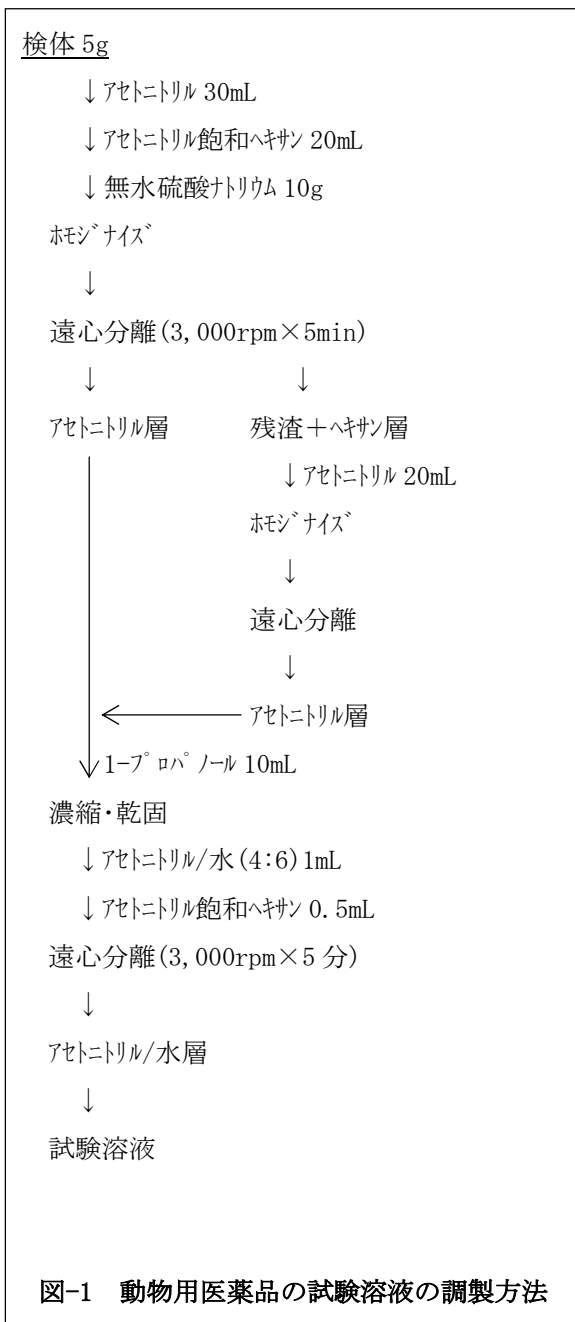 検体 5g
↓アセトニトリル 30mL
↓アセトニトリル飽和ヘキサン 20mL
↓無水硫酸ナトリウム 10g
ホモジナイズ
↓
遠心分離(3,000rpm×5min)
↓ ↓
アセトニトリル層 残渣＋ヘキサン層
↓アセトニトリル 20mL
ホモジナイズ
↓
遠心分離
↓
アセトニトリル層
1-プロパノール 10mL
濃縮・乾固
↓アセトニトリル/水(4:6)1mL
↓アセトニトリル飽和ヘキサン 0.5mL
遠心分離(3,000rpm×5 分)
↓
アセトニトリル/水層
↓
試験溶液
図-1 動物用医薬品の試験溶液の調製方法